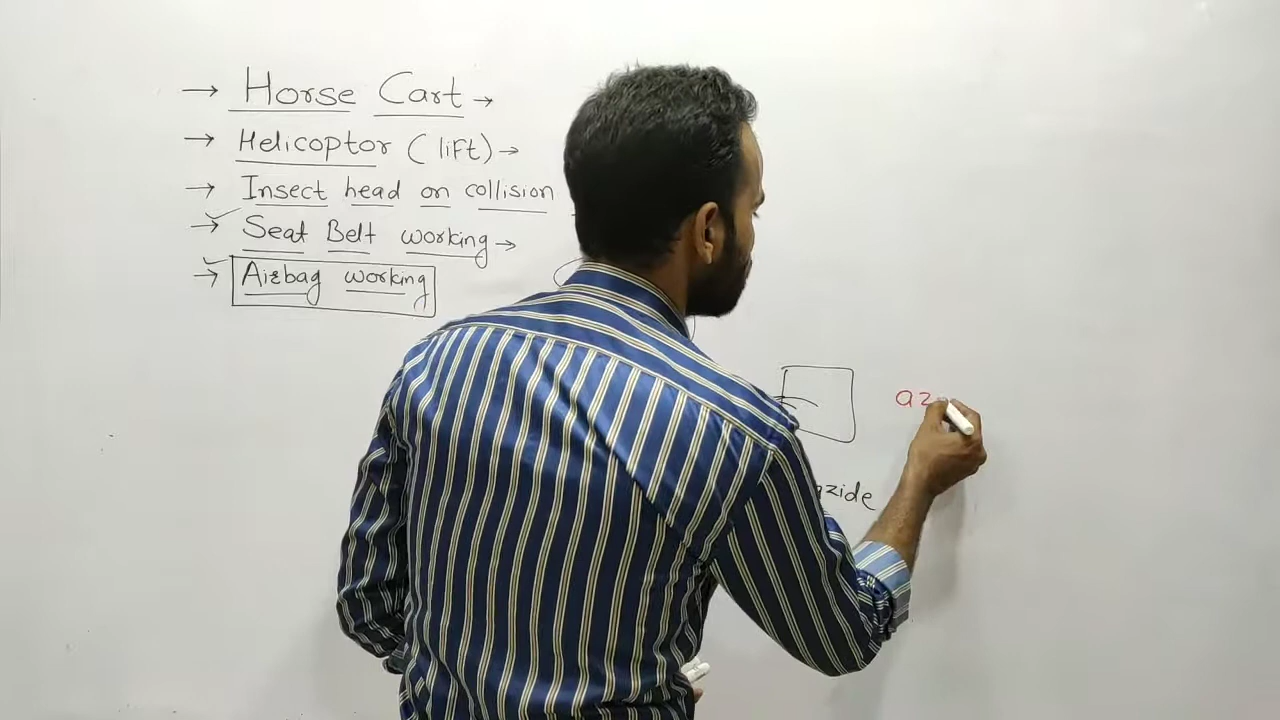 → Horse Cart →
→ Helicoptor (lift) →
→ Insect head on collision
→ Seat Belt working →
→ Airbag working
az
azide